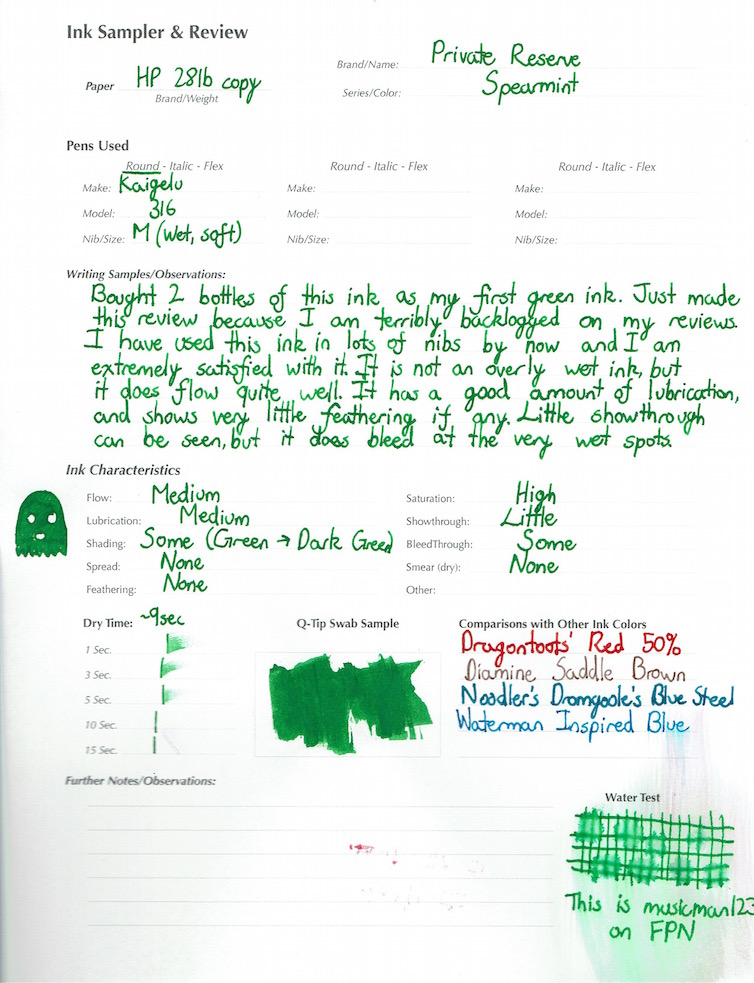 Ink Sampler & Review
Brand/Name: Private Reserve
Paper HP 28lb copy
Brand/Weight
Series/Color: Spearmint
Pens Used
Round - Italic - Flex
Round - Italic - Flex
Round - Italic - Flex
Make: Kaigelu
Make:
Make:
Model: 316
Model:
Model:
Nib/Size: M (wet, soft)
Nib/Size:
Nib/Size:
Writing Samples/Observations:
Bought 2 bottles of this ink as my first green ink. Just made
this review because I am terribly backlogged on my reviews.
I have used this ink in lots of nibs by now and I am
extremely satisfied with it. It is not an overly wet ink, but
it does flow quite well. It has a good amount of lubrication,
and shows very little feathering if any. Little showthrough
can be seen, but it does bleed at the very wet spots.
Ink Characteristics
Flow: Medium
Saturation: High
Lubrication: Medium
Showthrough: Little
Shading: Some (Green → Dark Green)
BleedThrough: Some
Spread: None
Smear (dry): None
Feathering: None
Other:
Dry Time: ~9sec
Q-Tip Swab Sample
Comparisons with Other Ink Colors
1 Sec.
3 Sec.
5 Sec.
10 Sec.
15 Sec.
Dragontoots' Red 50%
Diamine Saddle Brown
Noodler's Dromgoole's Blue Steel
Waterman Inspired Blue
Further Notes/Observations:
Water Test
This is musicman123
on FPN